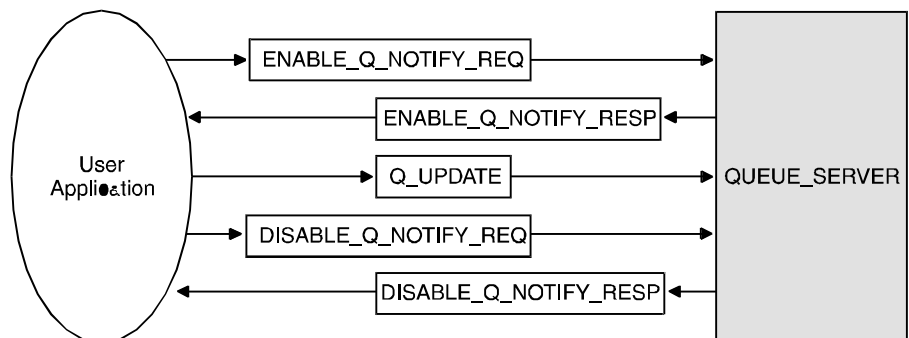 ENABLE_Q_NOTIFY_REQ
ENABLE_Q_NOTIFY_RESP
User
Application
Q_UPDATE
QUEUE_SERVER
DISABLE_Q_NOTIFY_REQ
DISABLE_Q_NOTIFY_RESP